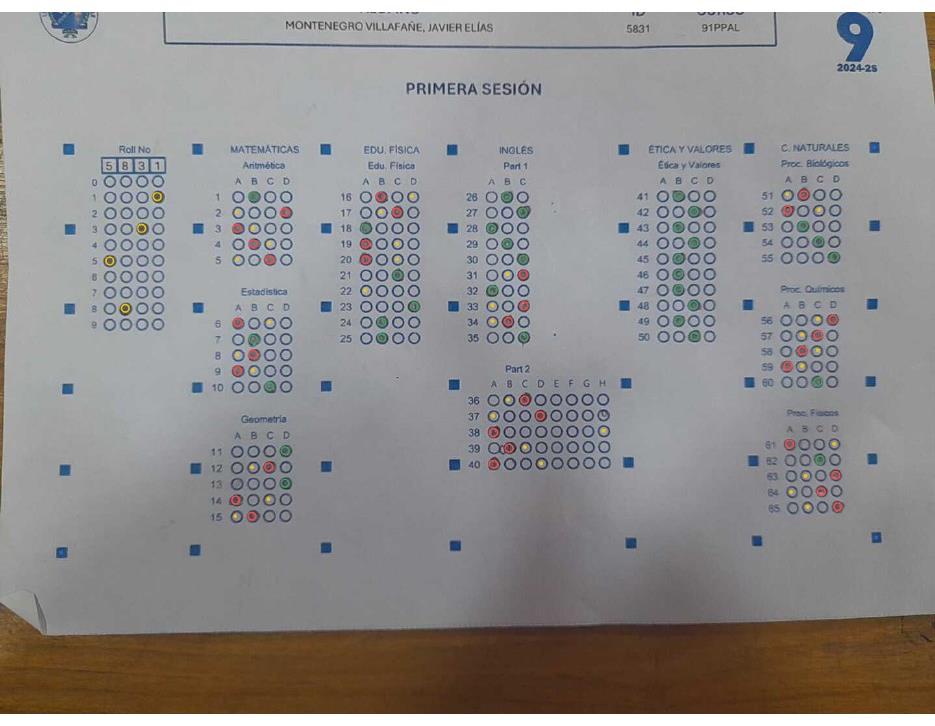 MONTENEGRO VILLAFAÑE, JAVIER ELÍAS 5831 91PPAL
9
2024-2S
PRIMERA SESIÓN
Roll No
5 8 3 1
0
1
2
3
4
5
6
7
8
9
MATEMÁTICAS
Aritmética
A B C D
1
2
3
4
5
Estadística
A B C D
6
7
8
9
10
Geometría
A B C D
11
12
13
14
15
EDU. FÍSICA
Edu. Física
A B C D
16
17
18
19
20
21
22
23
24
25
INGLÉS
Part 1
A B C
26
27
28
29
30
31
32
33
34
35
Part 2
A B C D E F G H
36
37
38
39
40
ÉTICA Y VALORES
Ética y Valores
A B C D
41
42
43
44
45
46
47
48
49
50
C. NATURALES
Proc. Biológicos
A B C D
51
52
53
54
55
Proc. Químicos
A B C D
56
57
58
59
60
Proc. Físicos
A B C D
61
62
63
64
65